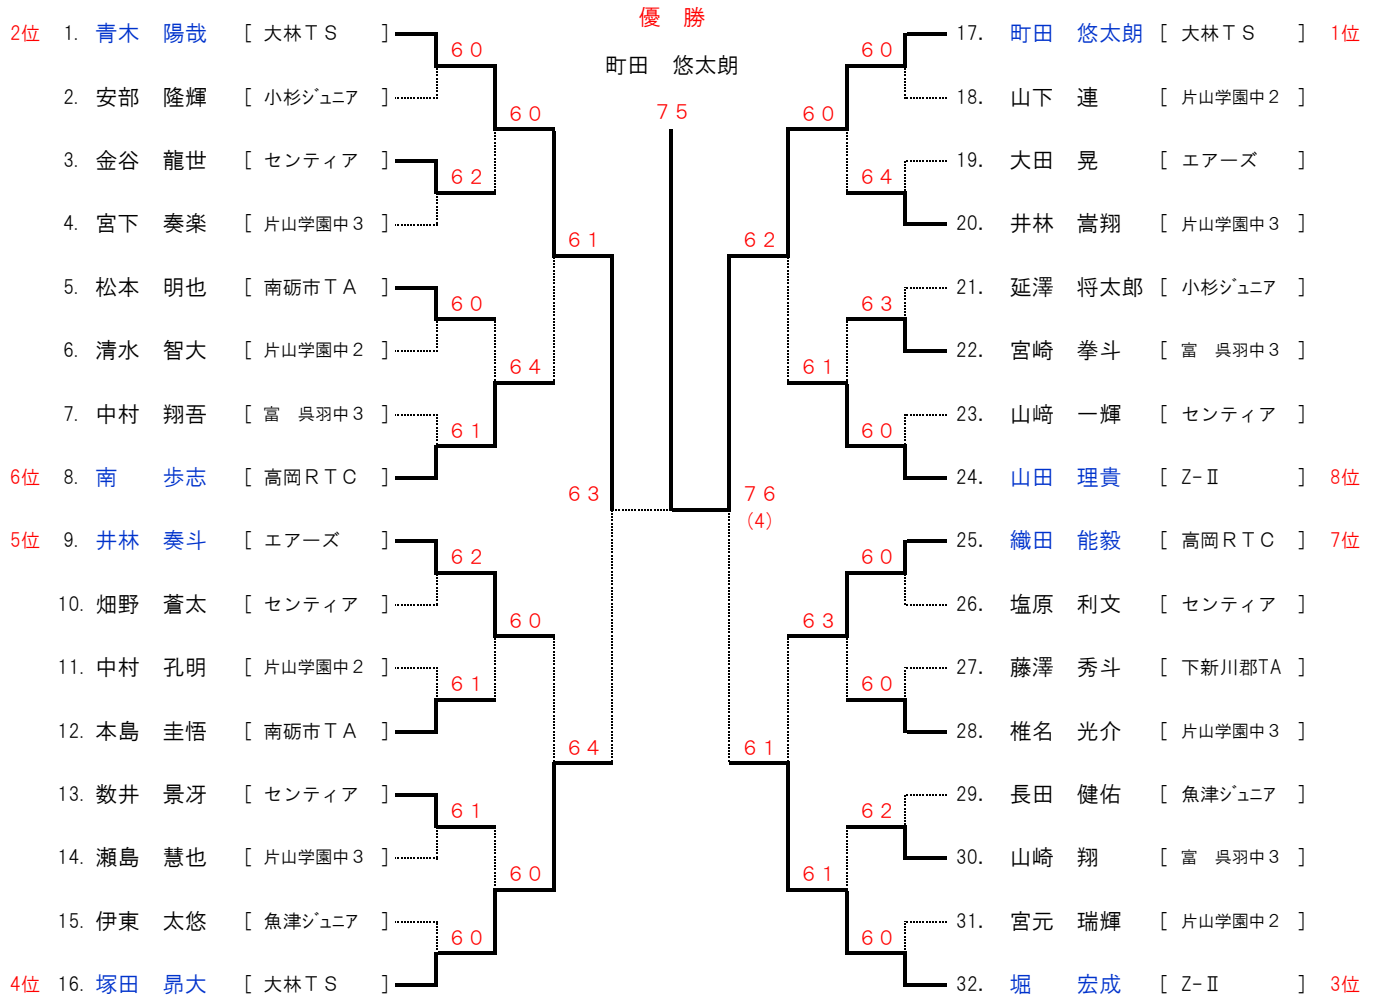 優　勝
町田　悠太朗
７５
2位 1. 青木　陽哉 [ 大林ＴＳ ]
2. 安部　隆輝 [ 小杉ジュニア ]
3. 金谷　龍世 [ センティア ]
4. 宮下　奏楽 [ 片山学園中３ ]
5. 松本　明也 [ 南砺市ＴＡ ]
6. 清水　智大 [ 片山学園中２ ]
7. 中村　翔吾 [ 富　呉羽中３ ]
6位 8. 南　　歩志 [ 高岡ＲＴＣ ]
5位 9. 井林　奏斗 [ エアーズ ]
10. 畑野　蒼太 [ センティア ]
11. 中村　孔明 [ 片山学園中２ ]
12. 本島　圭悟 [ 南砺市ＴＡ ]
13. 数井　景冴 [ センティア ]
14. 瀬島　慧也 [ 片山学園中３ ]
15. 伊東　太悠 [ 魚津ジュニア ]
4位 16. 塚田　昴大 [ 大林ＴＳ ]
６０
６２
６０
６１
６２
６１
６１
６０
６０
６４
６０
６０
６１
６４
６３
17. 町田　悠太朗 [ 大林ＴＳ ] 1位
18. 山下　連 [ 片山学園中２ ]
19. 大田　晃 [ エアーズ ]
20. 井林　嵩翔 [ 片山学園中３ ]
21. 延澤　将太郎 [ 小杉ジュニア ]
22. 宮崎　拳斗 [ 富　呉羽中３ ]
23. 山﨑　一輝 [ センティア ]
24. 山田　理貴 [ Z-Ⅱ ] 8位
25. 織田　能毅 [ 高岡ＲＴＣ ] 7位
26. 塩原　利文 [ センティア ]
27. 藤澤　秀斗 [ 下新川郡TA ]
28. 椎名　光介 [ 片山学園中３ ]
29. 長田　健佑 [ 魚津ジュニア ]
30. 山崎　翔 [ 富　呉羽中３ ]
31. 宮元　瑞輝 [ 片山学園中２ ]
32. 堀　　宏成 [ Z-Ⅱ ] 3位
６０
６４
６３
６０
６０
６０
６２
６０
６０
６１
６３
６１
６２
６１
７６
(4)